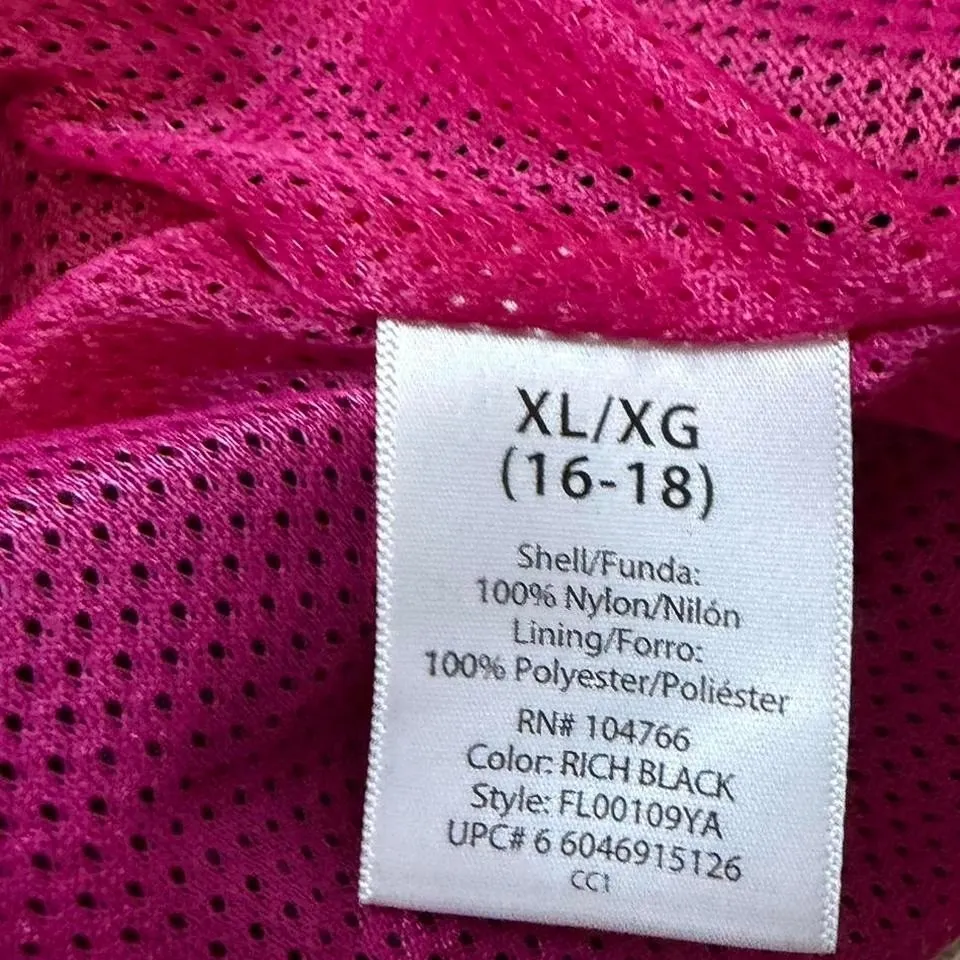 XL/XG
(16-18)
Shell/Funda:
100% Nylon/Nilón
Lining/Forro:
100% Polyester/Poliéster
RN# 104766
Color: RICH BLACK
Style: FL00109YA
UPC# 6 6046915126
CC1